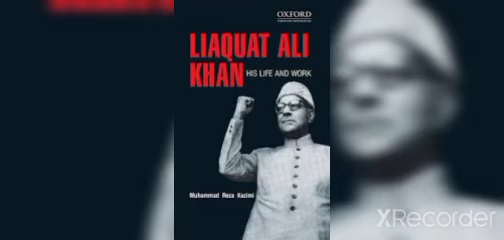 OXFORD
LIAQUAT ALI
KHAN HIS LIFE AND WORK
Muhammad Reza Kazimi
XRecorder